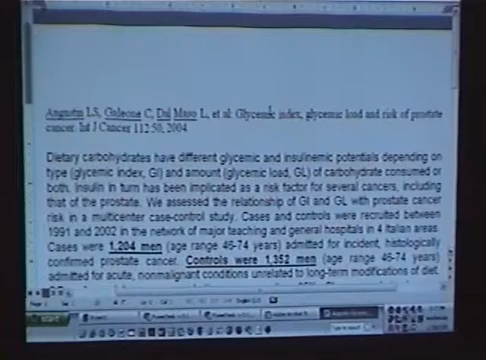 Augustin LS, Galeone C, Dal Maso L, et al: Glycemic index, glycemic load and risk of prostate
cancer. Int J Cancer 112:50, 2004.
Dietary carbohydrates have different glycemic and insulinemic potentials depending on
type (glycemic index, GI) and amount (glycemic load, GL) of carbohydrate consumed or
both. Insulin in turn has been implicated as a risk factor for several cancers, including
that of the prostate. We assessed the relationship of GI and GL with prostate cancer
risk in a multicenter case-control study. Cases and controls were recruited between
1991 and 2002 in the network of major teaching and general hospitals in 4 Italian areas.
Cases were 1,204 men (age range 46-74 years) admitted for incident, histologically
confirmed prostate cancer. Controls were 1,352 men (age range 46-74 years)
admitted for acute, nonmalignant conditions unrelated to long-term modifications of diet.
start